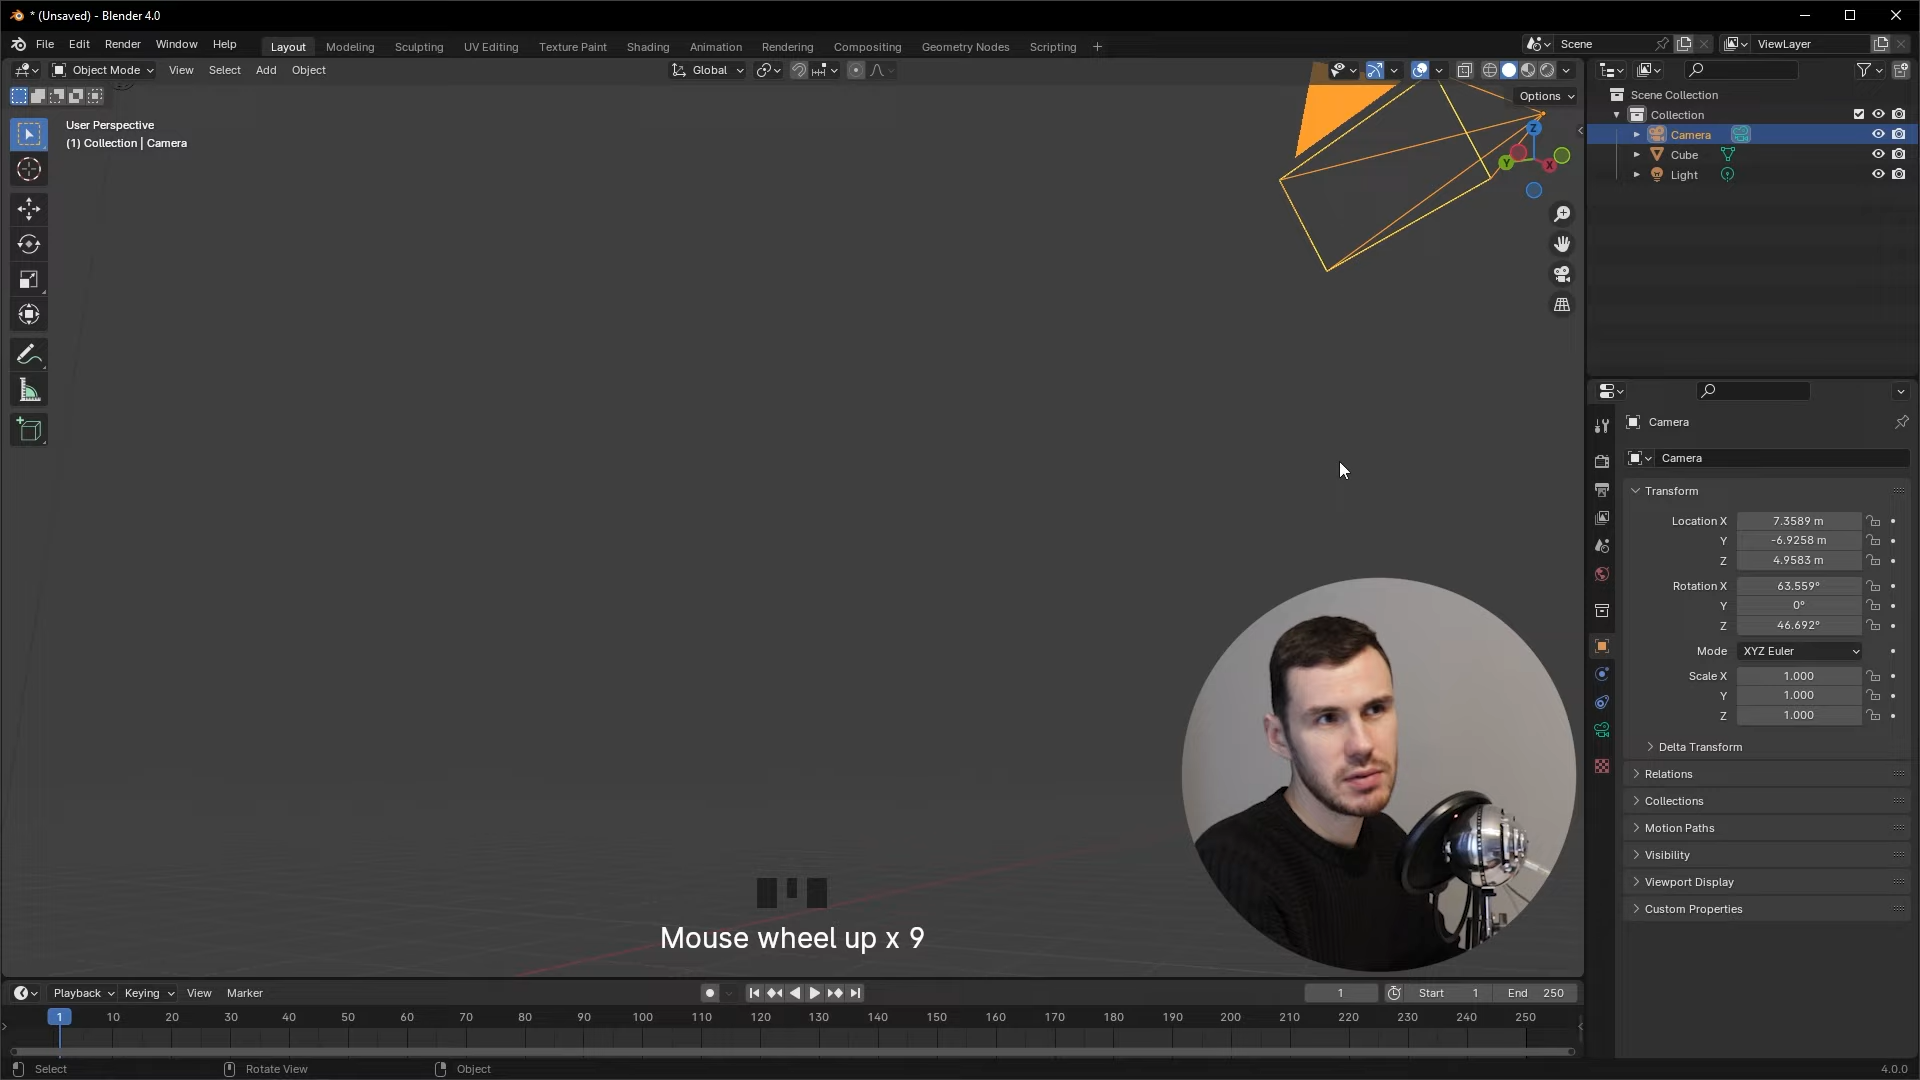 * (Unsaved) - Blender 4.0
File Edit Render Window Help
Layout Modeling Sculpting UV Editing Texture Paint Shading Animation Rendering Compositing Geometry Nodes Scripting +
Scene
ViewLayer
Object Mode View Select Add Object
Global
Options
User Perspective
(1) Collection | Camera
Z
Y
X
Scene Collection
Collection
Camera
Cube
Light
Camera
Camera
Transform
Location X 7.3589 m
Y -6.9258 m
Z 4.9583 m
Rotation X 63.559°
Y 0°
Z 46.692°
Mode XYZ Euler
Scale X 1.000
Y 1.000
Z 1.000
Delta Transform
Relations
Collections
Motion Paths
Visibility
Viewport Display
Custom Properties
Mouse wheel up x 9
Playback Keying View Marker
1 Start 1 End 250
1 10 20 30 40 50 60 70 80 90 100 110 120 130 140 150 160 170 180 190 200 210 220 230 240 250
Select Rotate View Object 4.0.0